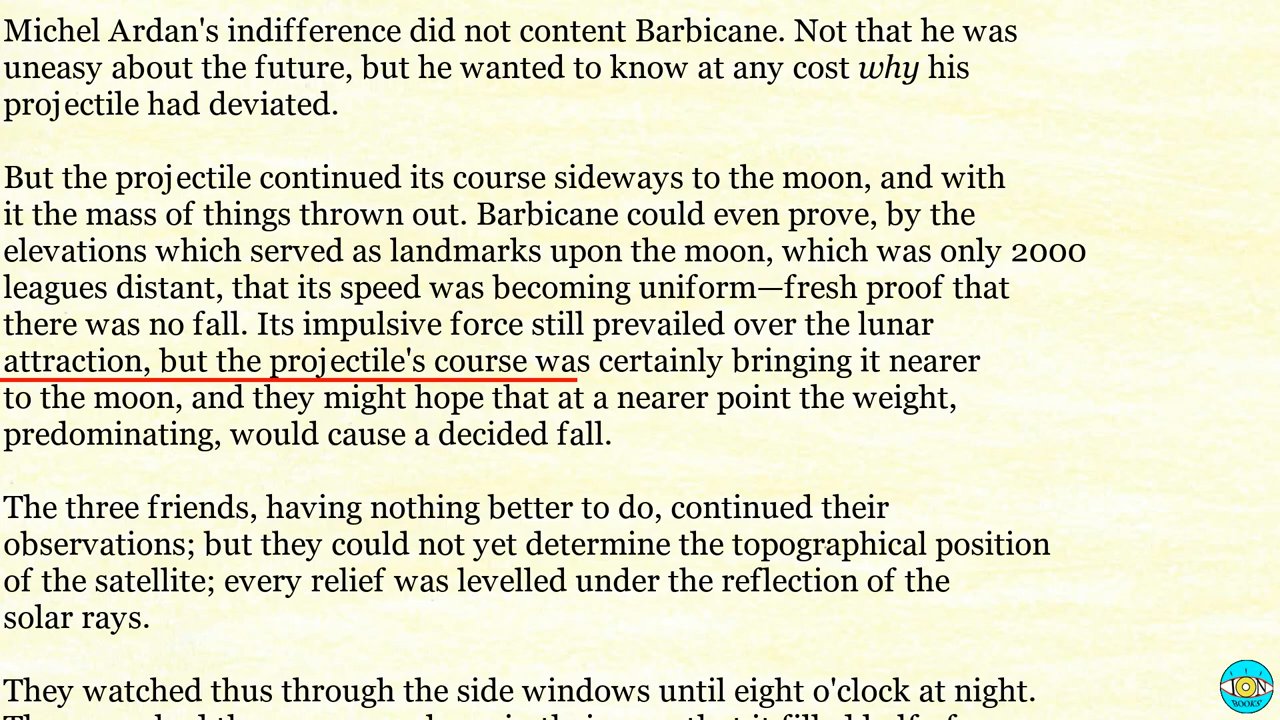 Michel Ardan's indifference did not content Barbicane. Not that he was
uneasy about the future, but he wanted to know at any cost why his
projectile had deviated.
But the projectile continued its course sideways to the moon, and with
it the mass of things thrown out. Barbicane could even prove, by the
elevations which served as landmarks upon the moon, which was only 2000
leagues distant, that its speed was becoming uniform—fresh proof that
there was no fall. Its impulsive force still prevailed over the lunar
attraction, but the projectile's course was certainly bringing it nearer
to the moon, and they might hope that at a nearer point the weight,
predominating, would cause a decided fall.
The three friends, having nothing better to do, continued their
observations; but they could not yet determine the topographical position
of the satellite; every relief was levelled under the reflection of the
solar rays.
They watched thus through the side windows until eight o'clock at night.
ION
BOOKS